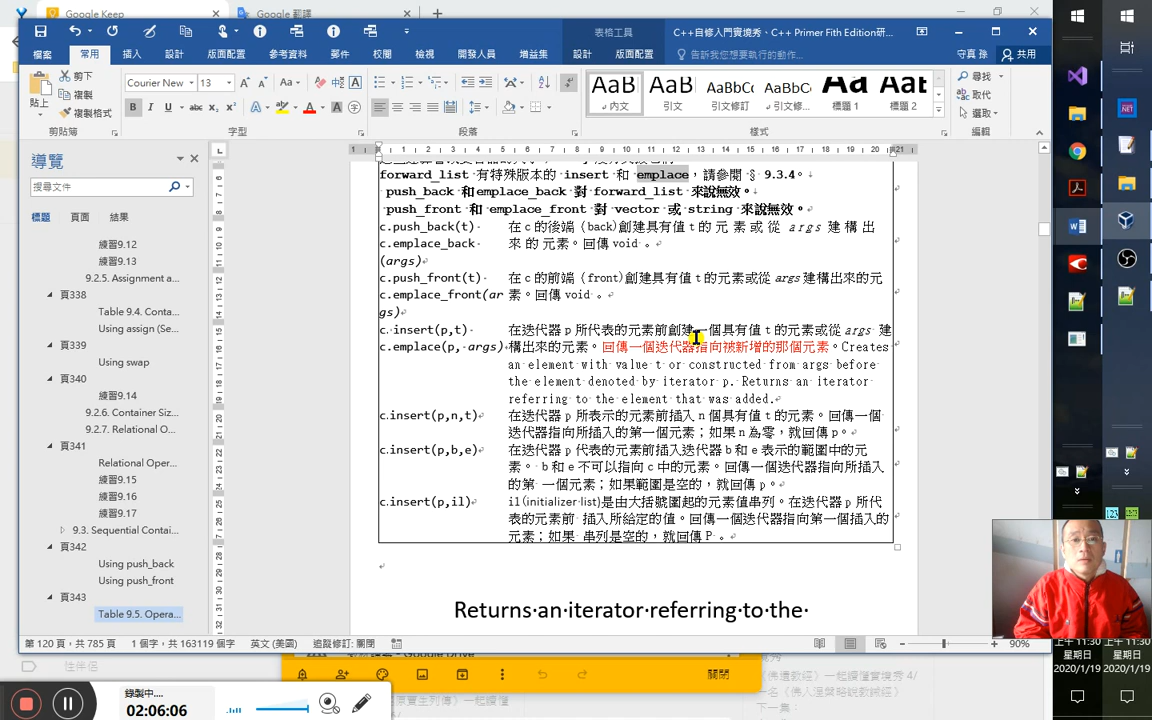 Google Keep
Google 翻譯
表格工具
C++自修入門實境秀、C++ Primer Fith Edition研...
檔案
常用
插入
設計
版面配置
參考資料
郵件
校閱
檢視
開發人員
增益集
設計
版面配置
告訴我您想要執行的動作...
守真 孫
共用
貼上
剪下
複製
複製格式
Courier New
13
AaB
AaB
AaBbCc
AaBbCc
AaB
AaB
內文
引文
引文修訂
引文修...
標題 1
標題 2
尋找
取代
選取
剪貼簿
字型
段落
樣式
編輯
導覽
搜尋文件
標題
頁面
結果
練習9.12
練習9.13
9.2.5. Assignment a...
頁338
Table 9.4. Conta...
Using assign (Se...
頁339
Using swap
頁340
練習9.14
9.2.6. Container Siz...
9.2.7. Relational O...
頁341
Relational Oper...
練習9.15
練習9.16
練習9.17
9.3. Sequential Contai...
頁342
Using push_back
Using push_front
頁343
Table 9.5. Opera...
forward_list 有特殊版本的 insert 和 emplace，請參閱 § 9.3.4。
push_back 和emplace_back 對 forward_list 來說無效。
push_front 和 emplace_front 對 vector 或 string 來說無效。
c.push_back(t)
c.emplace_back
(args)
在 c 的後端 (back)創建具有值 t 的 元 素 或 從 args 建 構 出
來 的 元素。回傳 void 。
c.push_front(t)
c.emplace_front(ar
gs)
在 c 的前端 (front)創建具有值 t 的元素或從 args 建構出來的元
素。回傳 void 。
c.insert(p,t)
c.emplace(p, args)
在迭代器 p 所代表的元素前創建一個具有值 t 的元素或從 args 建
構出來的元素。回傳一個迭代器指向被新增的那個元素。Creates
an element with value t or constructed from args before
the element denoted by iterator p. Returns an iterator
referring to the element that was added.
c.insert(p,n,t)
在迭代器 p 所表示的元素前插入 n 個具有值 t 的元素。回傳一個
迭代器指向所插入的第一個元素；如果 n 為零，就回傳 p。
c.insert(p,b,e)
在迭代器 p 代表的元素前插入迭代器 b 和 e 表示的範圍中的元
素。 b 和 e 不可以指向 c 中的元素。回傳一個迭代器指向所插入
的第 一個元素；如果範圍是空的，就回傳 p。
c.insert(p,il)
il(initializer list)是由大括號圍起的元素值串列。在迭代器 p 所代
表的元素前 插入所給定的值。回傳一個迭代器指向第一個插入的
元素；如果 串列是空的，就回傳 P 。
Returns an iterator referring to the
第 120 頁，共 785 頁
1 個字，共 163119 個字
英文 (美國)
追蹤修訂: 關閉
90%
關閉
錄製中...
02:06:06
上午 11:30
星期日
2020/1/19
上午 11:30
星期日
2020/1/19